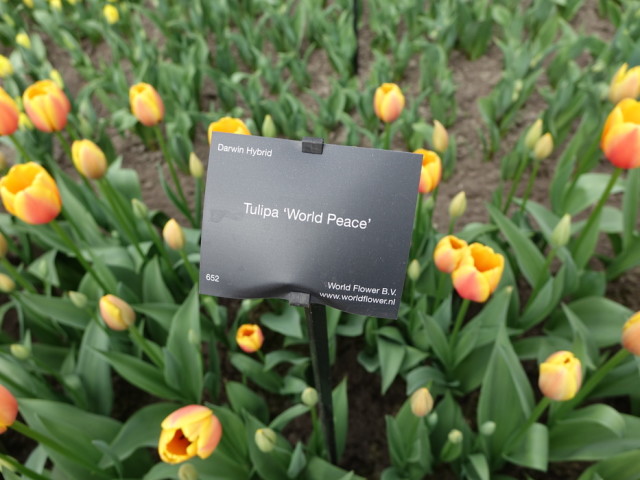 Darwin Hybrid
Tulipa ‘World Peace’
652
World Flower B.V.
www.worldflower.nl